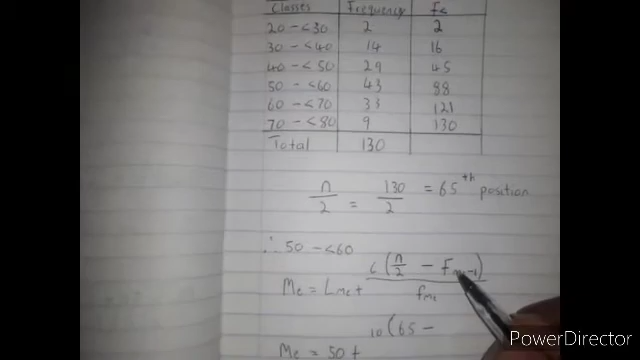 Classes Frequency Fc
20 - <30 2 2
30 - <40 14 16
40 - <50 29 45
50 - <60 43 88
60 - <70 33 121
70 - <80 9 130
Total 130
n/2 = 130/2 = 65th position
∴ 50 - <60
Me = Lme + c(n/2 - Fm-1)/fme
10 (65 -
Me = 50 +
PowerDirector